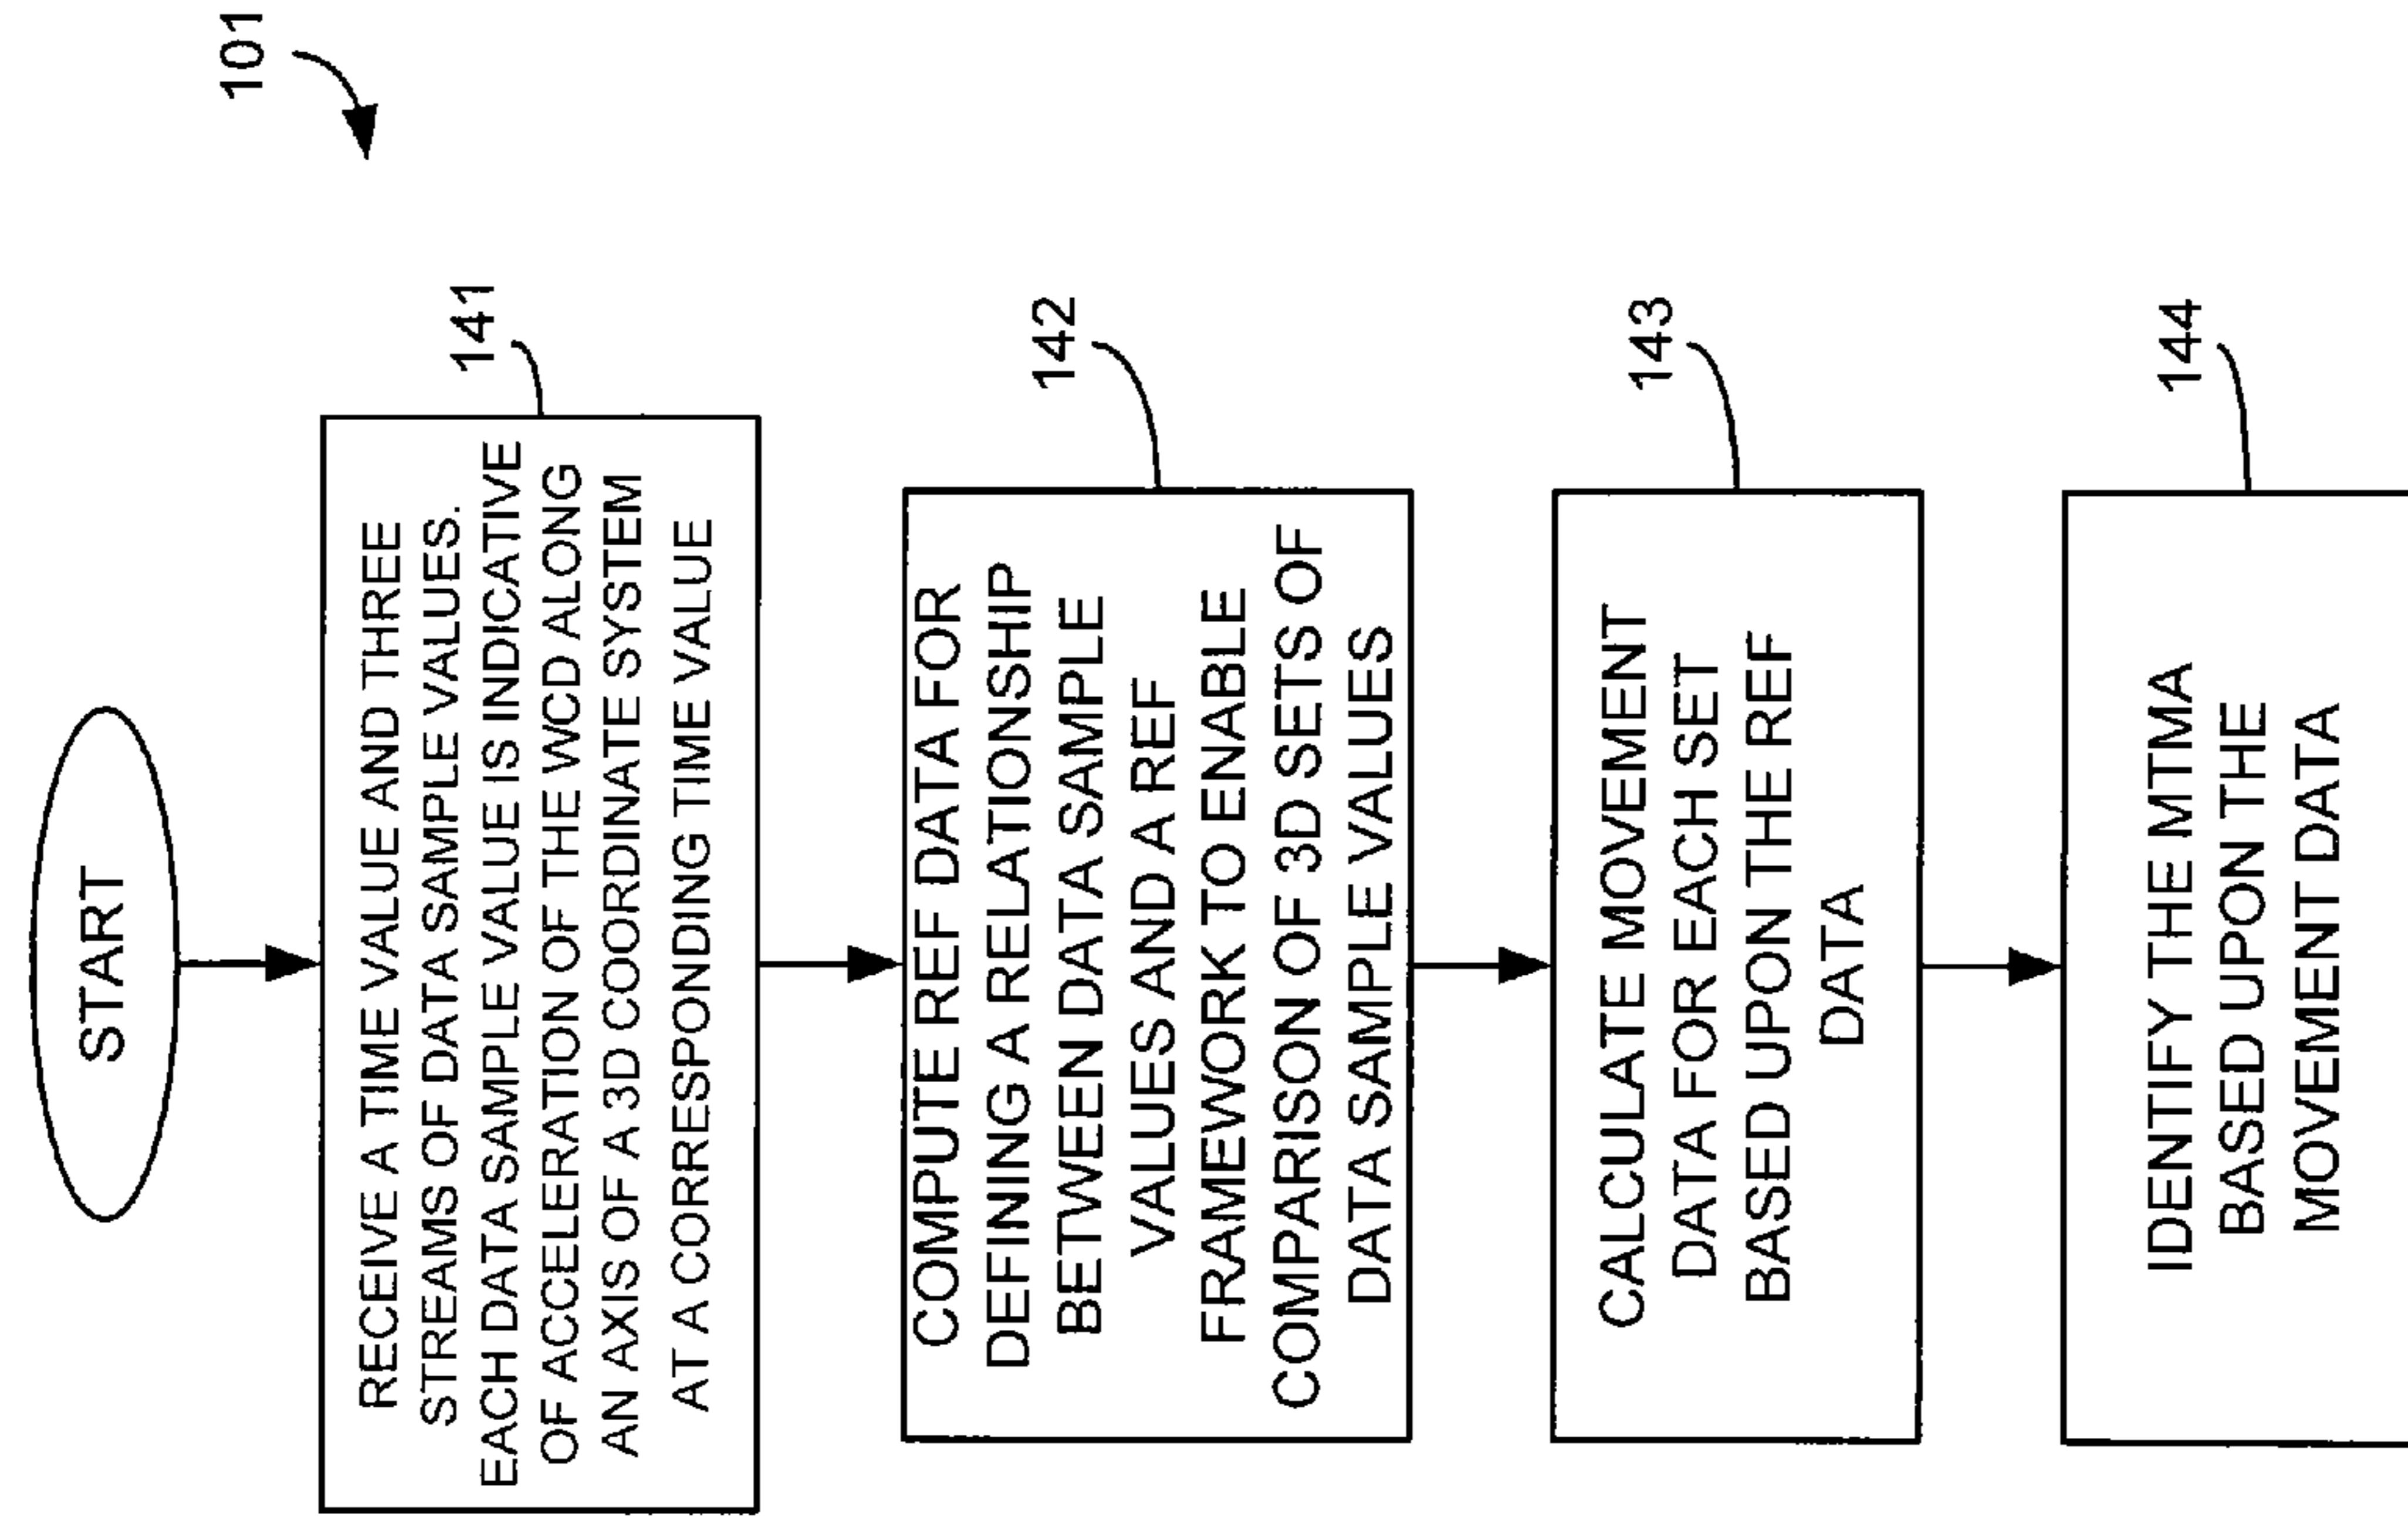 101
START
141
RECEIVE A TIME VALUE AND THREE
STREAMS OF DATA SAMPLE VALUES.
EACH DATA SAMPLE VALUE IS INDICATIVE
OF ACCELERATION OF THE WCD ALONG
AN AXIS OF A 3D COORDINATE SYSTEM
AT A CORRESPONDING TIME VALUE
142
COMPUTE REF DATA FOR
DEFINING A RELATIONSHIP
BETWEEN DATA SAMPLE
VALUES AND A REF
FRAMEWORK TO ENABLE
COMPARISON OF 3D SETS OF
DATA SAMPLE VALUES
143
CALCULATE MOVEMENT
DATA FOR EACH SET
BASED UPON THE REF
DATA
144
IDENTIFY THE MTMA
BASED UPON THE
MOVEMENT DATA